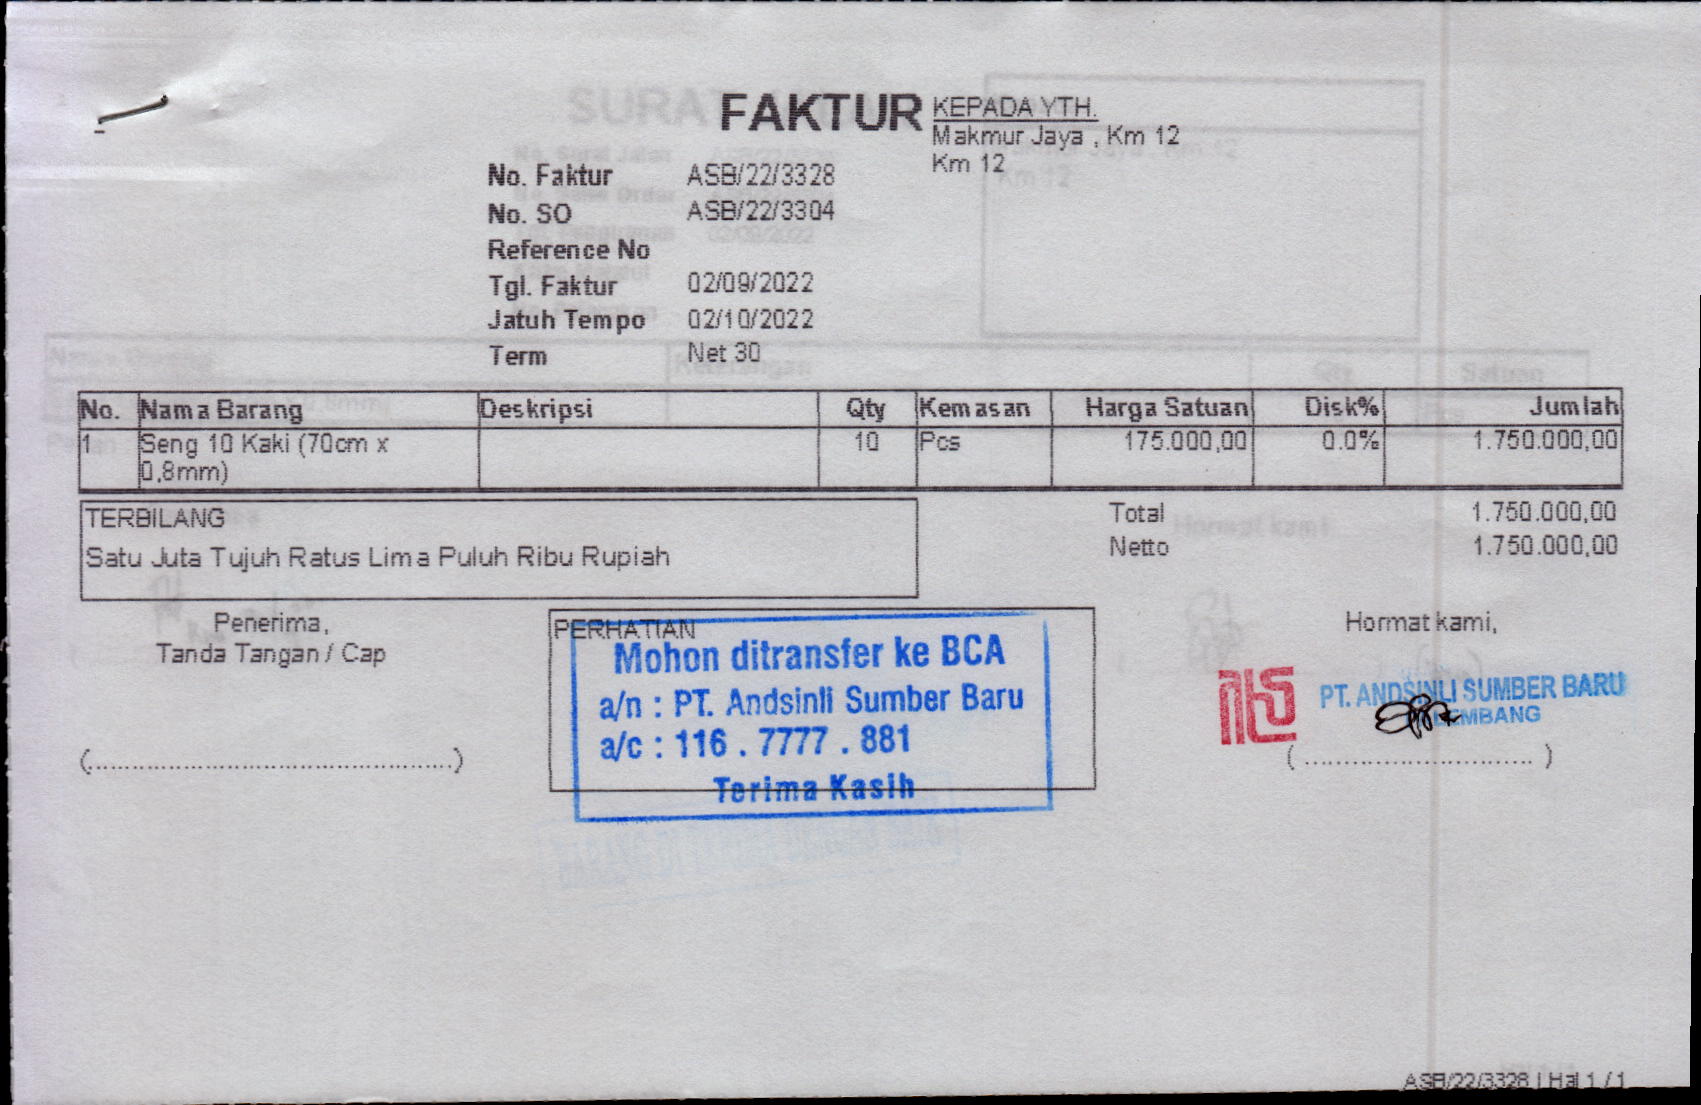 FAKTUR
KEPADA YTH.
Makmur Jaya , Km 12
Km 12
No. Faktur ASB/22/3328
No. SO ASB/22/3304
Reference No
Tgl. Faktur 02/09/2022
Jatuh Tempo 02/10/2022
Term Net 30
No. Nama Barang Deskripsi Qty Kemasan Harga Satuan Disk% Jumlah
1 Seng 10 Kaki (70cm x 10 Pcs 175.000,00 0.0% 1.750.000,00
0,8mm)
TERBILANG
Satu Juta Tujuh Ratus Lima Puluh Ribu Rupiah
Total 1.750.000,00
Netto 1.750.000,00
Penerima,
Tanda Tangan / Cap
(................................................)
PERHATIAN
Mohon ditransfer ke BCA
a/n : PT. Andsinli Sumber Baru
a/c : 116 . 7777 . 881
Terima Kasih
Hormat kami,
PT. ANDSINLI SUMBER BARU
( .............................. )
ASB/22/3328 | Hal 1 / 1